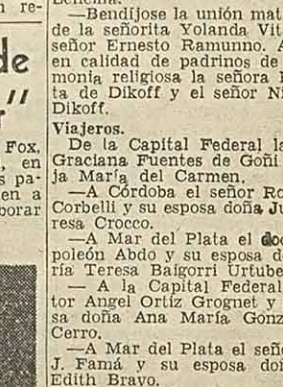 n re-
de
"
Fox,
, en
s pa-
en a
borar
—Bendíjose la unión mat
de la señorita Yolanda Vit
señor Ernesto Ramunno. A
en calidad de padrinos de
monia religiosa la señora
ta de Dikoff y el señor Ni
Dikoff.
Viajeros.
De la Capital Federal la
Graciana Fuentes de Goñi
ja María del Carmen.
—A Córdoba el señor Ro
Corbelli y su esposa doña Ju
resa Crocco.
—A Mar del Plata el doc
poleón Abdo y su esposa d
ría Teresa Baigorri Urtube
— A la Capital Federal
tor Angel Ortíz Grognet y
sa doña Ana María Gonz
Cerro.
—A Mar del Plata el seño
J. Famá y su esposa doñ
Edith Bravo.